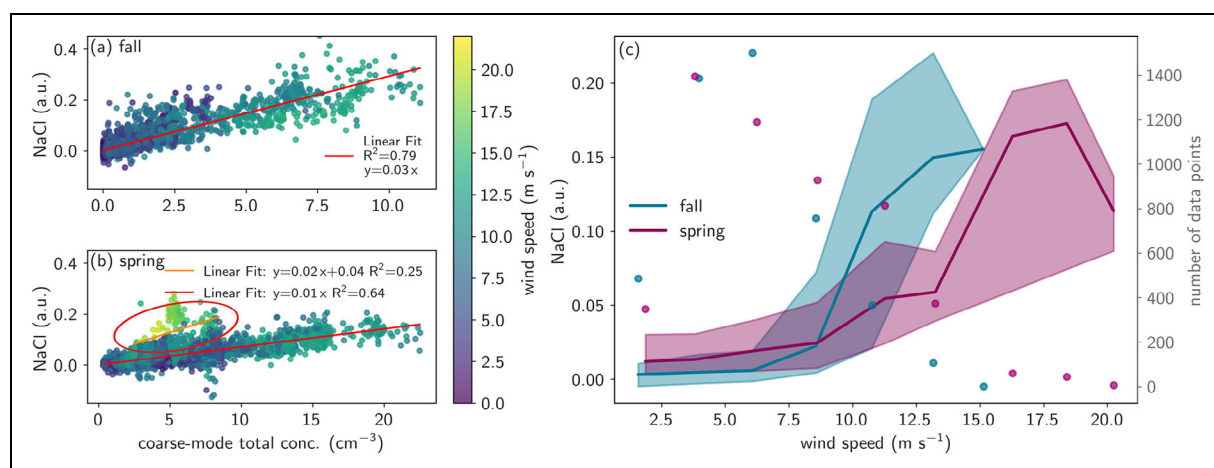 (a) fall
NaCl (a.u.)
0.4
0.2
0.0
Linear Fit
R²=0.79
y=0.03x
0.0 2.5 5.0 7.5 10.0
(b) spring
NaCl (a.u.)
0.4
0.2
0.0
Linear Fit: y=0.02x+0.04 R²=0.25
Linear Fit: y=0.01x R²=0.64
0 5 10 15 20
coarse-mode total conc. (cm⁻³)
20.0
17.5
15.0
12.5
10.0
7.5
5.0
2.5
0.0
wind speed (m s⁻¹)
(c)
NaCl (a.u.)
0.20
0.15
0.10
0.05
0.00
fall
spring
2.5 5.0 7.5 10.0 12.5 15.0 17.5 20.0
wind speed (m s⁻¹)
1400
1200
1000
800
600
400
200
0
number of data points